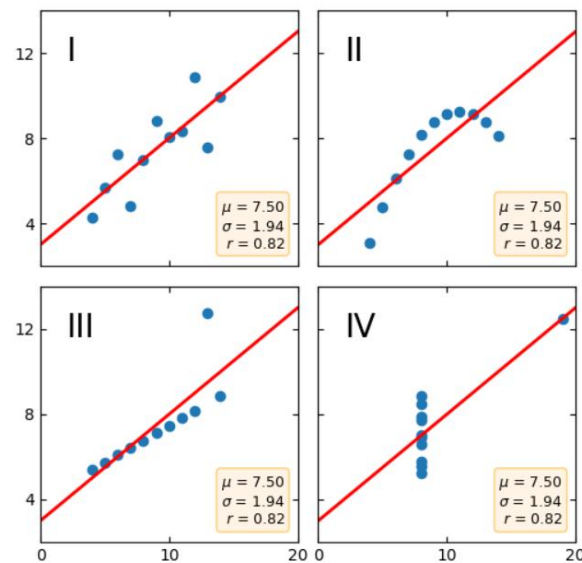 I
II
12
8
4
μ = 7.50
σ = 1.94
r = 0.82
μ = 7.50
σ = 1.94
r = 0.82
III
IV
12
8
4
μ = 7.50
σ = 1.94
r = 0.82
μ = 7.50
σ = 1.94
r = 0.82
0
10
20
0
10
20